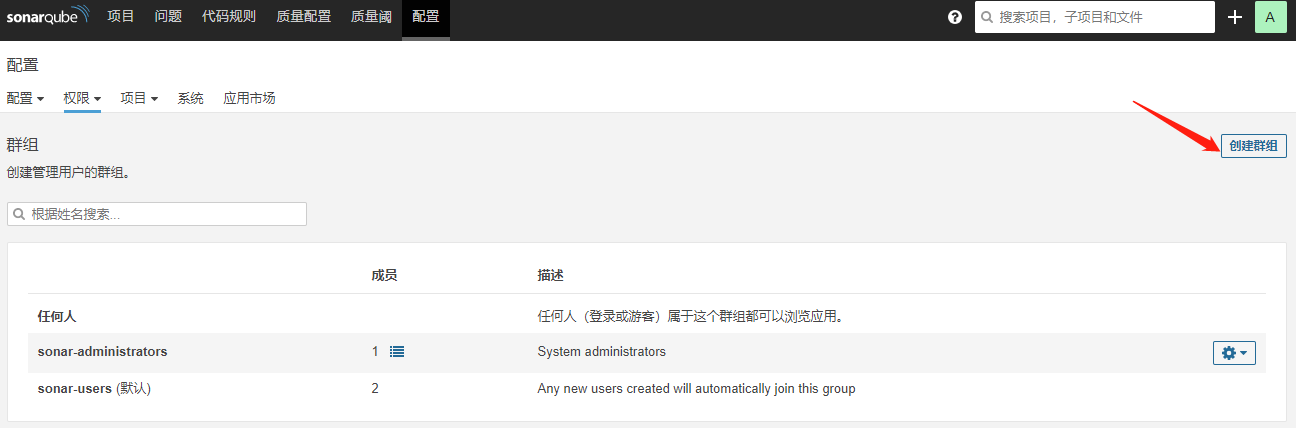 sonarqube 项目 问题 代码规则 质量配置 质量阈 配置 ? 搜索项目，子项目和文件 A
配置
配置 权限 项目 系统 应用市场
群组 创建群组
创建管理用户的群组。
根据姓名搜索...
成员 描述
任何人 任何人（登录或游客）属于这个群组都可以浏览应用。
sonar-administrators 1 System administrators
sonar-users (默认) 2 Any new users created will automatically join this group